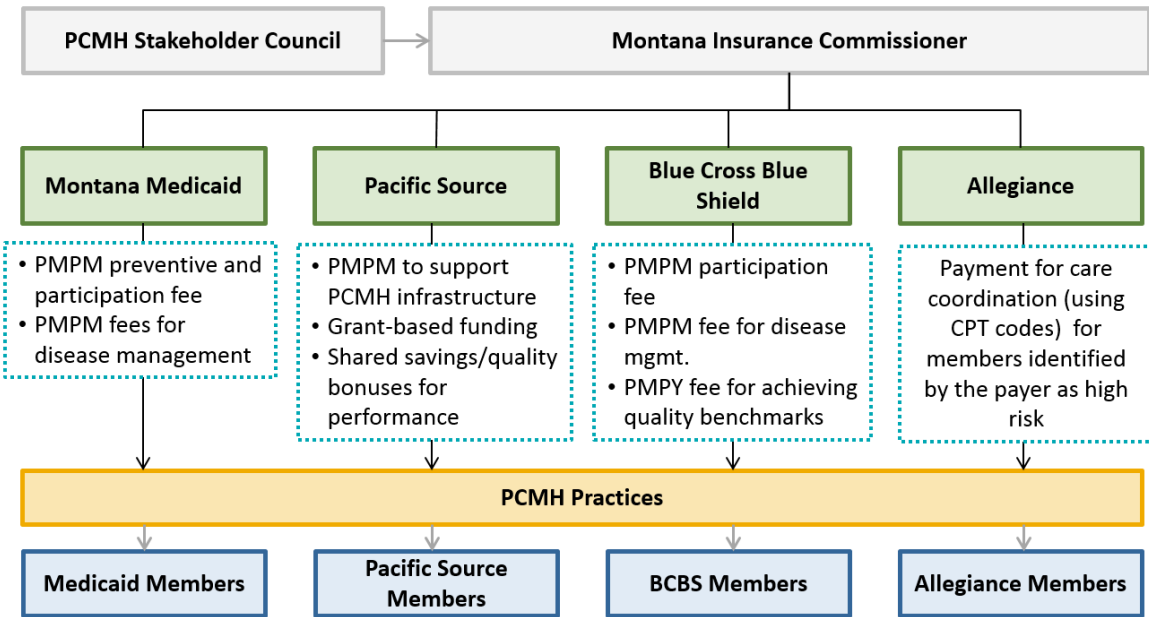 PCMH Stakeholder Council
Montana Insurance Commissioner
Montana Medicaid
Pacific Source
Blue Cross Blue
Shield
Allegiance
• PMPM preventive and
participation fee
• PMPM fees for
disease management
• PMPM to support
PCMH infrastructure
• Grant-based funding
• Shared savings/quality
bonuses for
performance
• PMPM participation
fee
• PMPM fee for disease
mgmt.
• PMPY fee for achieving
quality benchmarks
Payment for care
coordination (using
CPT codes) for
members identified
by the payer as high
risk
PCMH Practices
Medicaid Members
Pacific Source
Members
BCBS Members
Allegiance Members